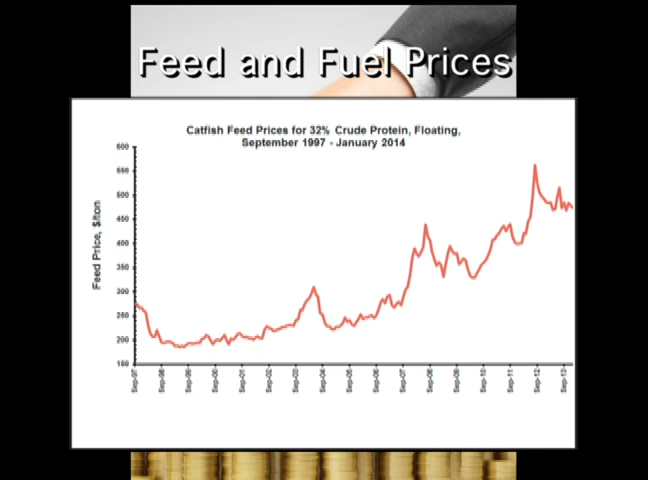 Feed and Fuel Prices
Catfish Feed Prices for 32% Crude Protein, Floating,
September 1997 - January 2014
Feed Price, $/ton
600
550
500
450
400
350
300
250
200
150
Sep-97
Sep-98
Sep-99
Sep-00
Sep-01
Sep-02
Sep-03
Sep-04
Sep-05
Sep-06
Sep-07
Sep-08
Sep-09
Sep-10
Sep-11
Sep-12
Sep-13